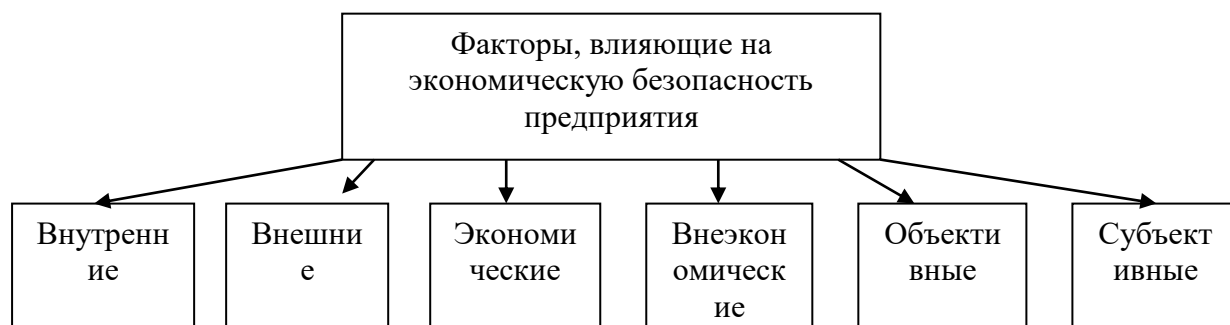 Факторы, влияющие на
экономическую безопасность
предприятия
Внутренн
ие
Внешни
е
Экономи
ческие
Внеэкон
омическ
ие
Объекти
вные
Субъект
ивные